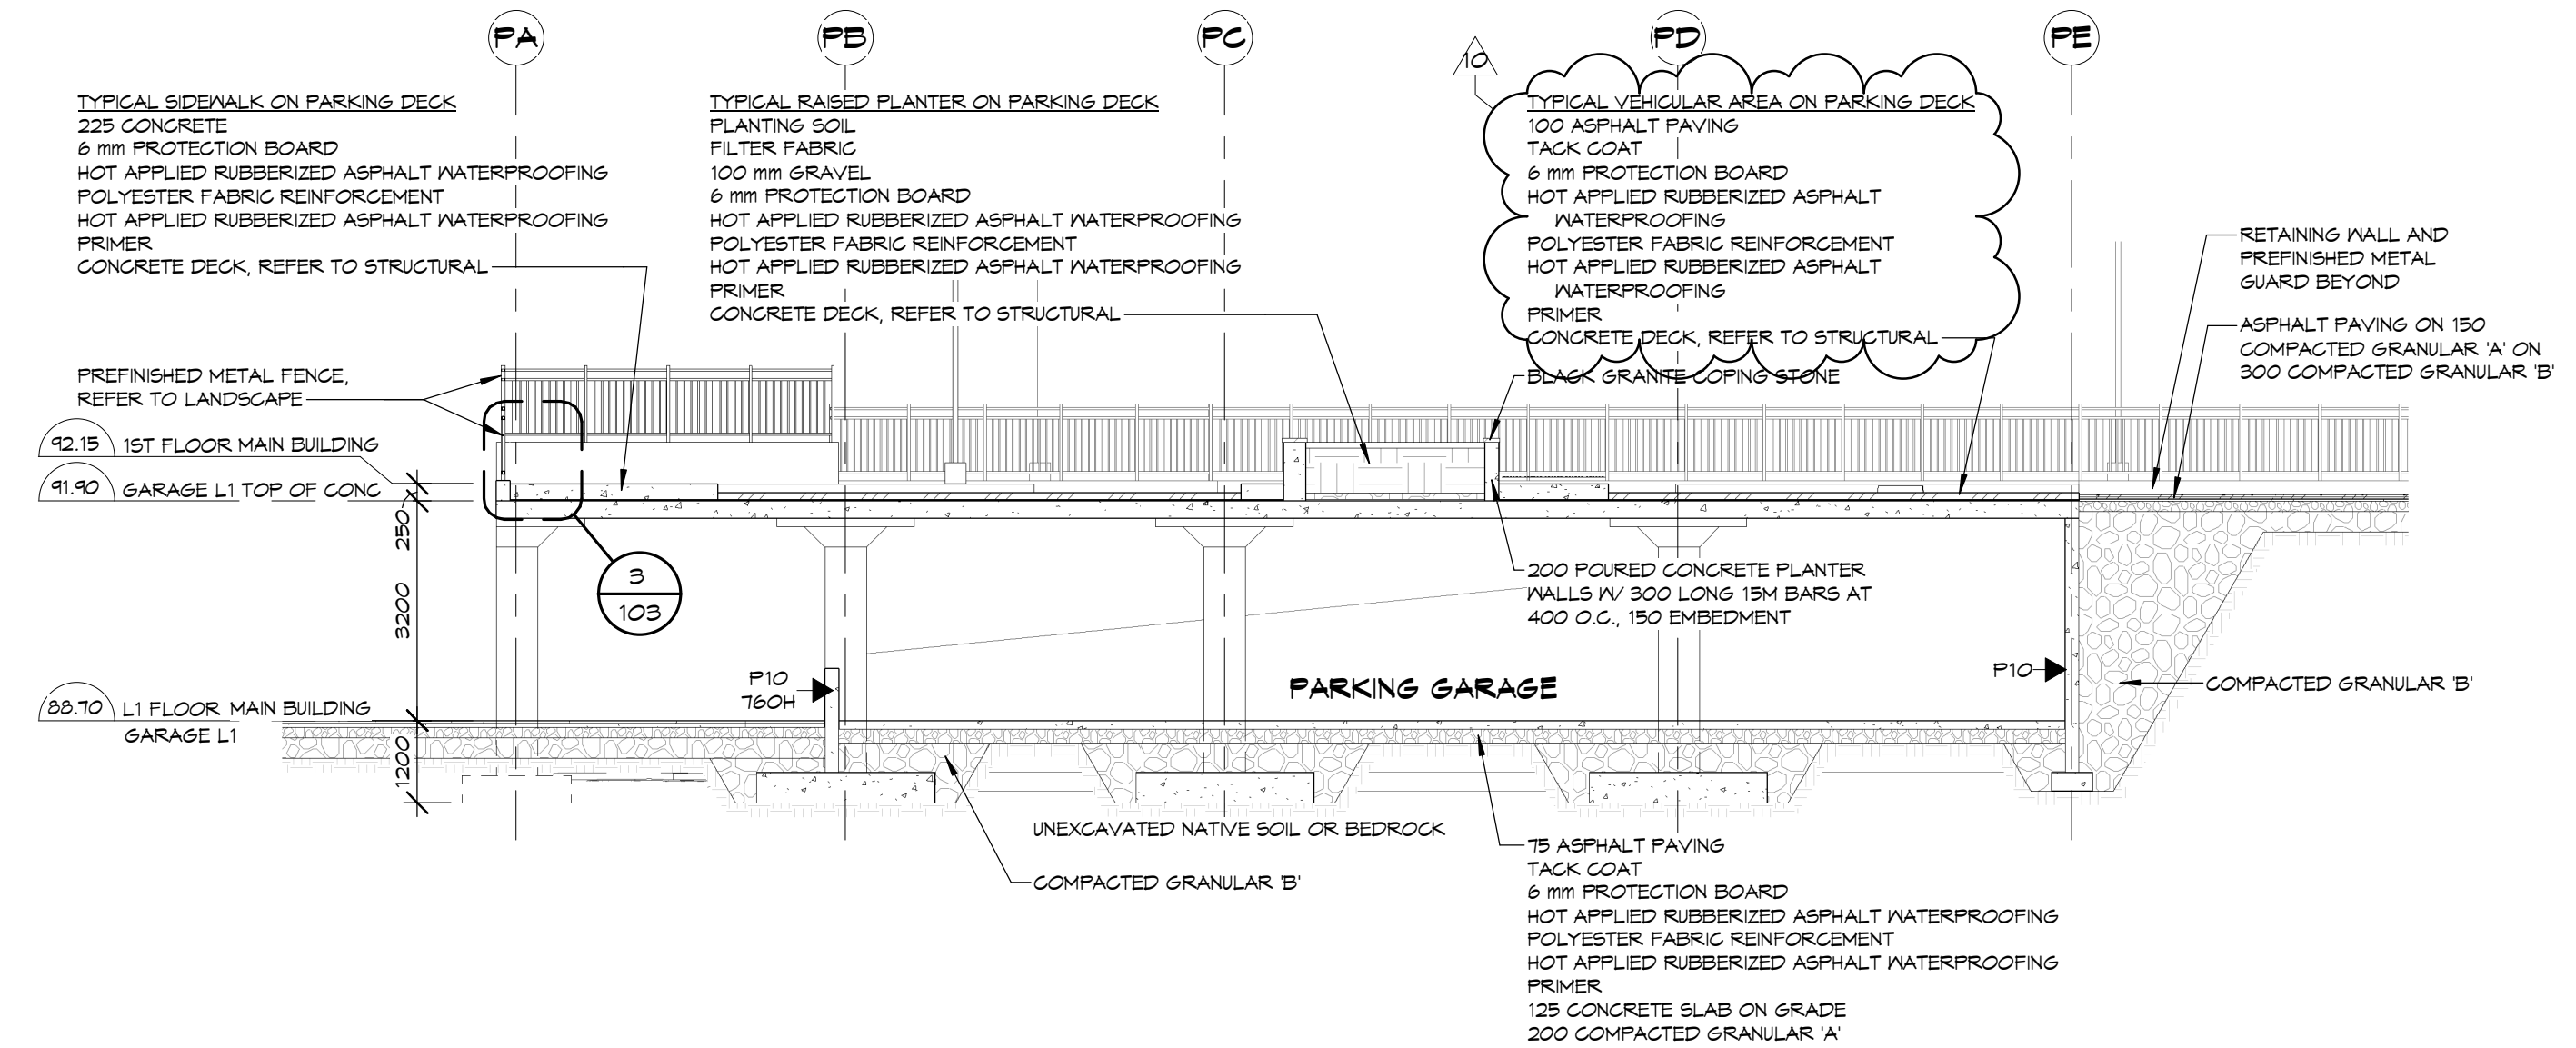 PA
PB
PC
PD
PE
10
TYPICAL SIDEWALK ON PARKING DECK
225 CONCRETE
6 mm PROTECTION BOARD
HOT APPLIED RUBBERIZED ASPHALT WATERPROOFING
POLYESTER FABRIC REINFORCEMENT
HOT APPLIED RUBBERIZED ASPHALT WATERPROOFING
PRIMER
CONCRETE DECK, REFER TO STRUCTURAL
TYPICAL RAISED PLANTER ON PARKING DECK
PLANTING SOIL
FILTER FABRIC
100 mm GRAVEL
6 mm PROTECTION BOARD
HOT APPLIED RUBBERIZED ASPHALT WATERPROOFING
POLYESTER FABRIC REINFORCEMENT
HOT APPLIED RUBBERIZED ASPHALT WATERPROOFING
PRIMER
CONCRETE DECK, REFER TO STRUCTURAL
TYPICAL VEHICULAR AREA ON PARKING DECK
100 ASPHALT PAVING
TACK COAT
6 mm PROTECTION BOARD
HOT APPLIED RUBBERIZED ASPHALT
WATERPROOFING
POLYESTER FABRIC REINFORCEMENT
HOT APPLIED RUBBERIZED ASPHALT
WATERPROOFING
PRIMER
CONCRETE DECK, REFER TO STRUCTURAL
RETAINING WALL AND
PREFINISHED METAL
GUARD BEYOND
ASPHALT PAVING ON 150
COMPACTED GRANULAR 'A' ON
300 COMPACTED GRANULAR 'B'
PREFINISHED METAL FENCE,
REFER TO LANDSCAPE
BLACK GRANITE COPING STONE
92.15 1ST FLOOR MAIN BUILDING
91.90 GARAGE L1 TOP OF CONC
250
3200
1200
3
103
200 POURED CONCRETE PLANTER
WALLS W/ 300 LONG 15M BARS AT
400 O.C., 150 EMBEDMENT
P10
760H
PARKING GARAGE
P10
COMPACTED GRANULAR 'B'
88.70 L1 FLOOR MAIN BUILDING
GARAGE L1
UNEXCAVATED NATIVE SOIL OR BEDROCK
COMPACTED GRANULAR 'B'
75 ASPHALT PAVING
TACK COAT
6 mm PROTECTION BOARD
HOT APPLIED RUBBERIZED ASPHALT WATERPROOFING
POLYESTER FABRIC REINFORCEMENT
HOT APPLIED RUBBERIZED ASPHALT WATERPROOFING
PRIMER
125 CONCRETE SLAB ON GRADE
200 COMPACTED GRANULAR 'A'